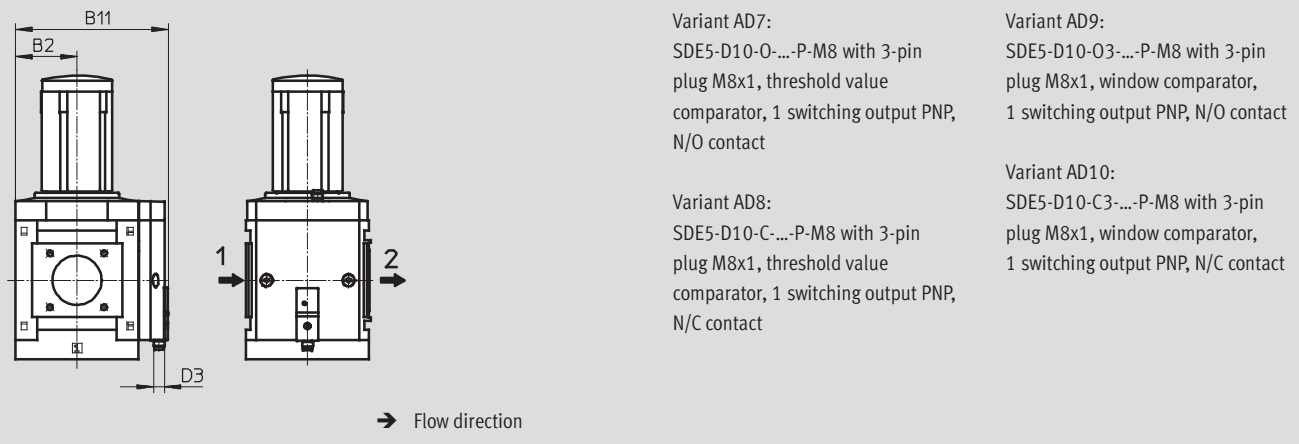 B11
B2
1
2
D3
➔ Flow direction
Variant AD7:
SDE5-D10-O-...-P-M8 with 3-pin
plug M8x1, threshold value
comparator, 1 switching output PNP,
N/O contact
Variant AD8:
SDE5-D10-C-...-P-M8 with 3-pin
plug M8x1, threshold value
comparator, 1 switching output PNP,
N/C contact
Variant AD9:
SDE5-D10-O3-...-P-M8 with 3-pin
plug M8x1, window comparator,
1 switching output PNP, N/O contact
Variant AD10:
SDE5-D10-C3-...-P-M8 with 3-pin
plug M8x1, window comparator,
1 switching output PNP, N/C contact